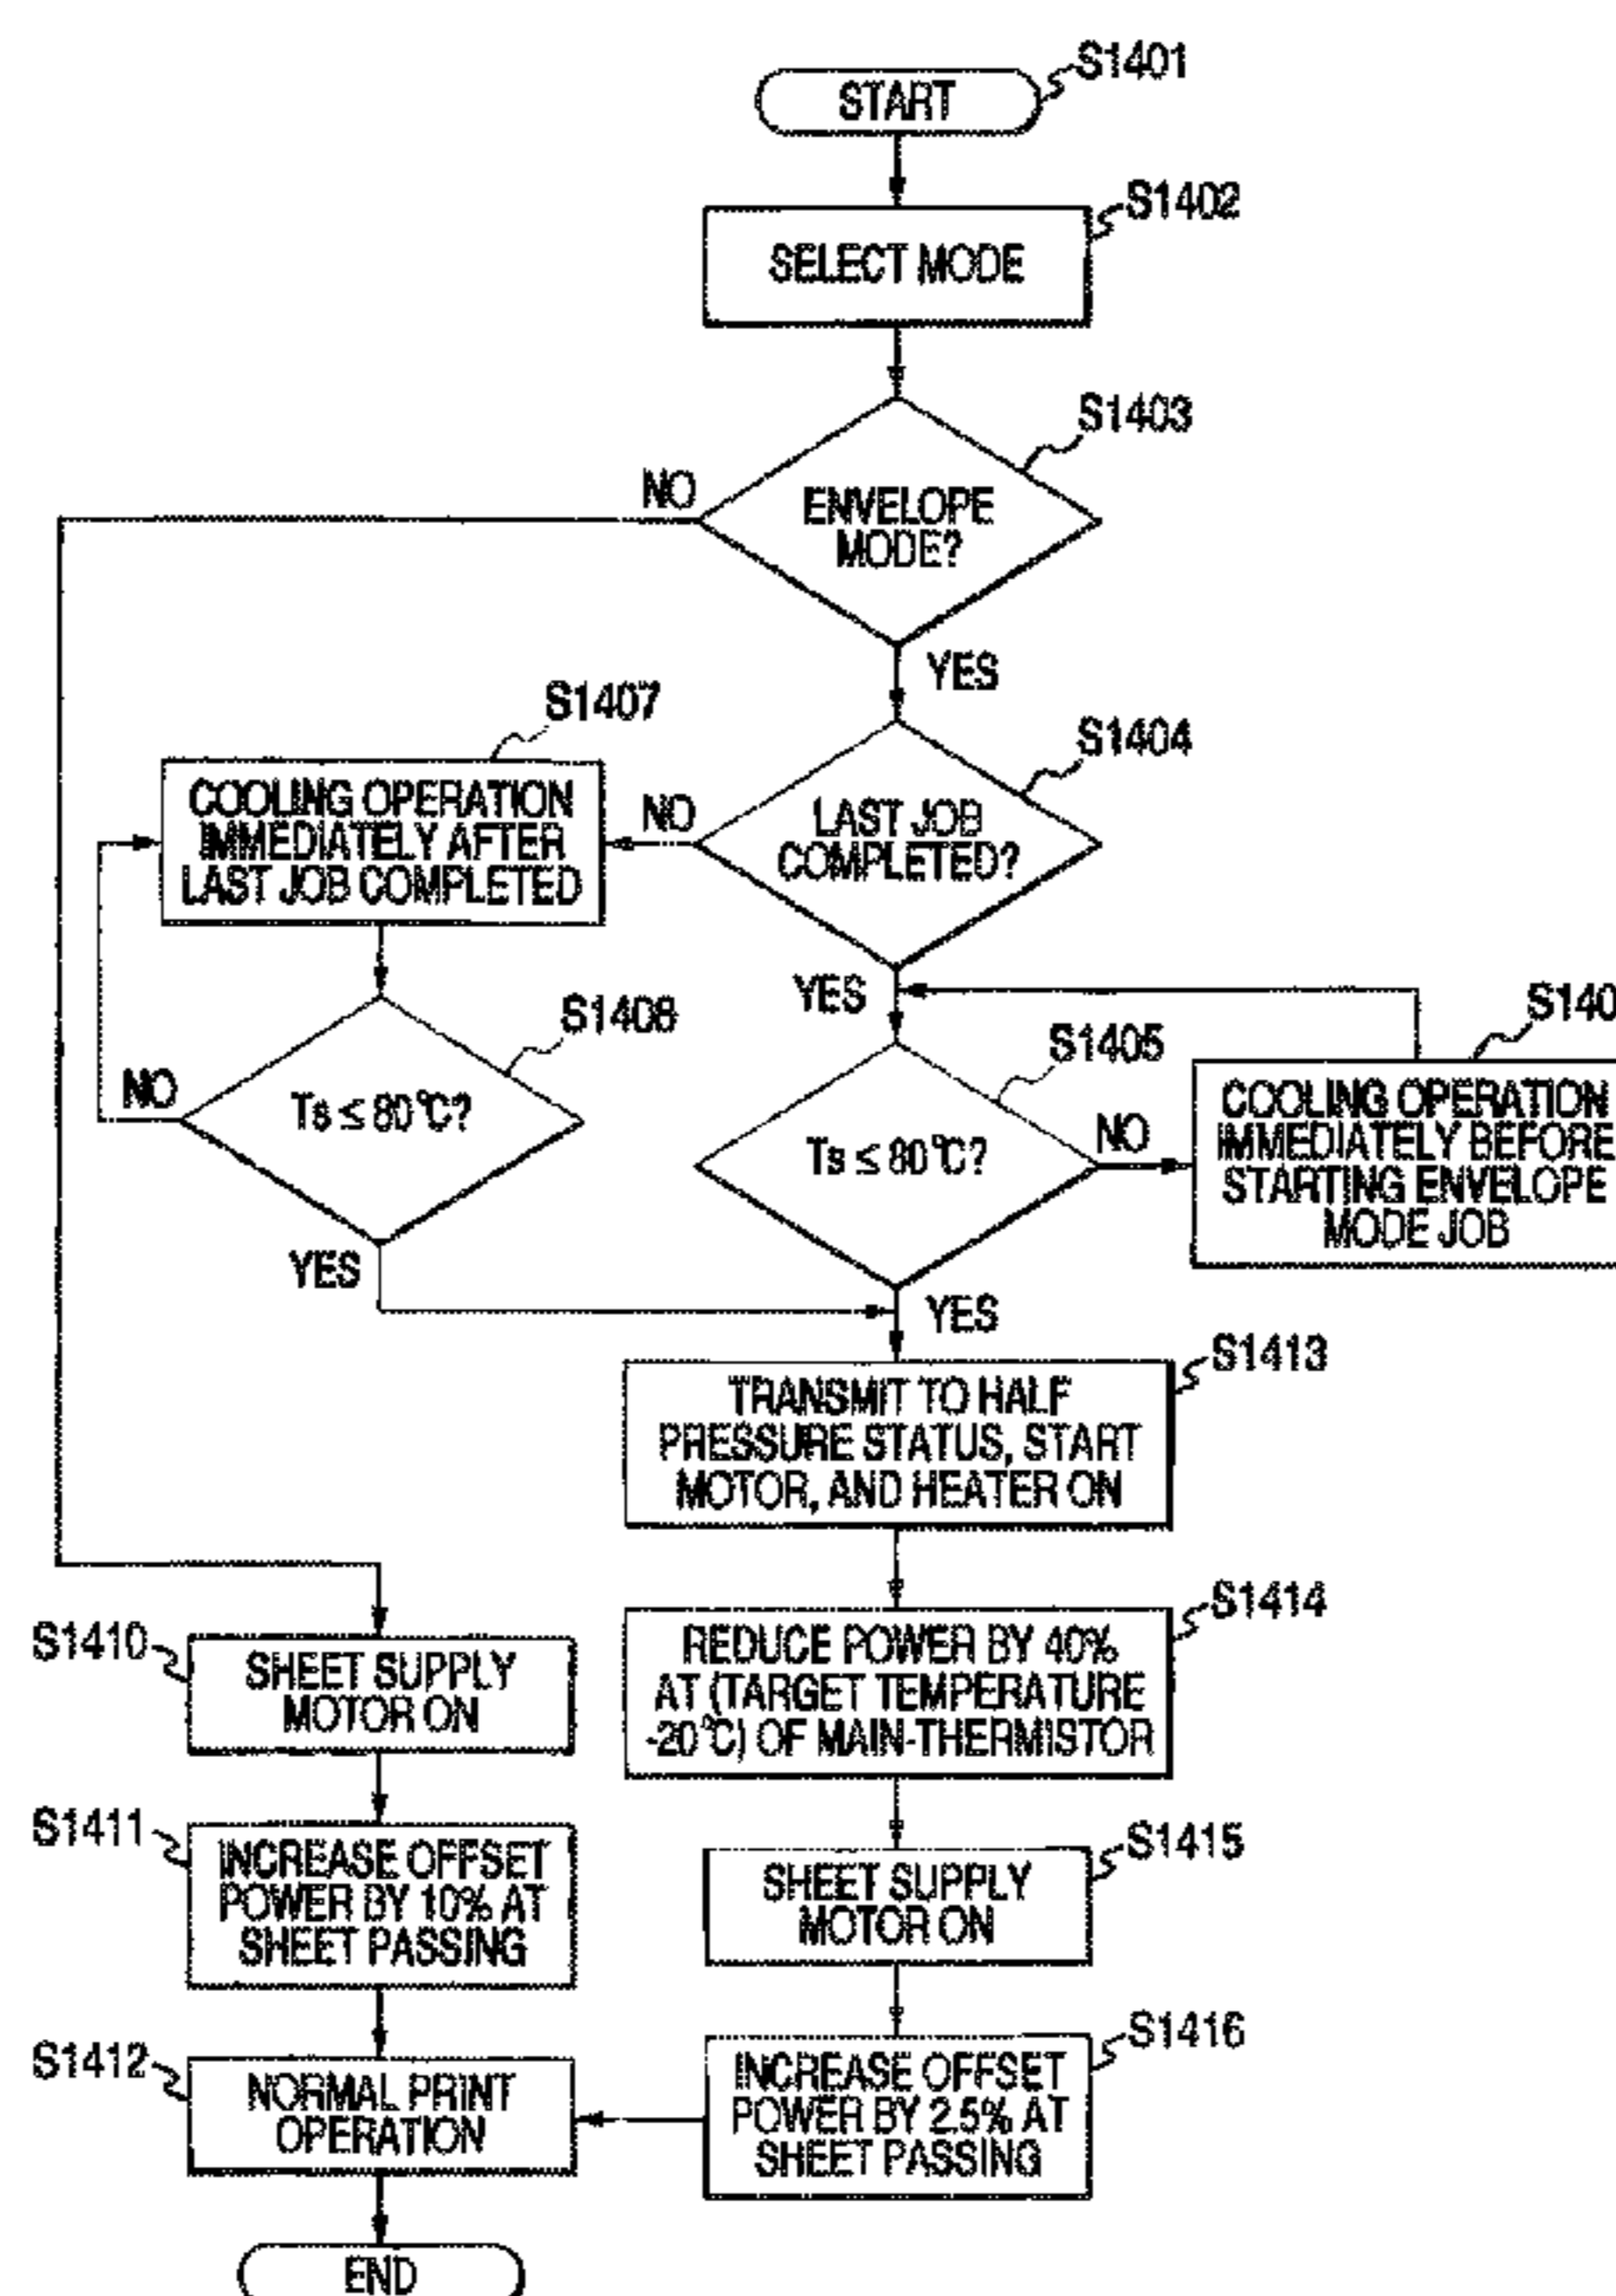 S1401
START
S1402
SELECT MODE
S1403
NO
ENVELOPE
MODE?
YES
S1407
S1404
COOLING OPERATION
IMMEDIATELY AFTER
LAST JOB COMPLETED
NO
LAST JOB
COMPLETED?
YES
S1408
NO
Ts ≤ 80°C?
YES
S1405
Ts ≤ 80°C?
NO
S140
COOLING OPERATION
IMMEDIATELY BEFORE
STARTING ENVELOPE
MODE JOB
YES
S1413
TRANSMIT TO HALF
PRESSURE STATUS, START
MOTOR, AND HEATER ON
S1414
REDUCE POWER BY 40%
AT (TARGET TEMPERATURE
-20°C) OF MAIN-THERMISTOR
S1410
SHEET SUPPLY
MOTOR ON
S1415
SHEET SUPPLY
MOTOR ON
S1411
INCREASE OFFSET
POWER BY 10% AT
SHEET PASSING
S1416
INCREASE OFFSET
POWER BY 2.5% AT
SHEET PASSING
S1412
NORMAL PRINT
OPERATION
END